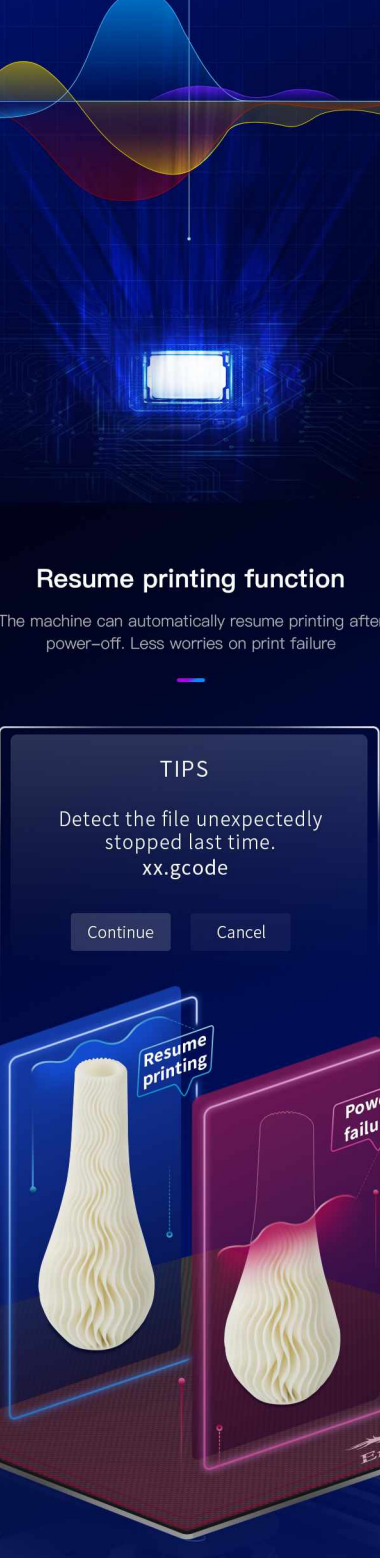 Resume printing function
The machine can automatically resume printing after
power-off. Less worries on print failure
TIPS
Detect the file unexpectedly
stopped last time.
xx.gcode
Continue
Cancel
Resume
printing